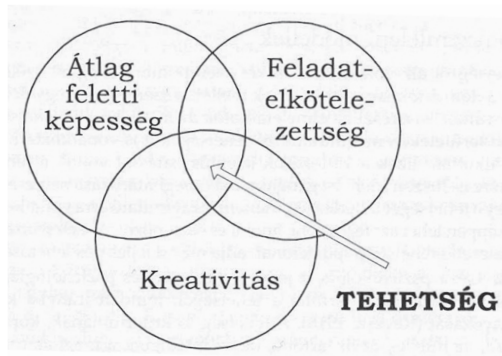 Átlag
feletti
képesség
Feladat-
elkötele-
zettség
Kreativitás
TEHETSÉG